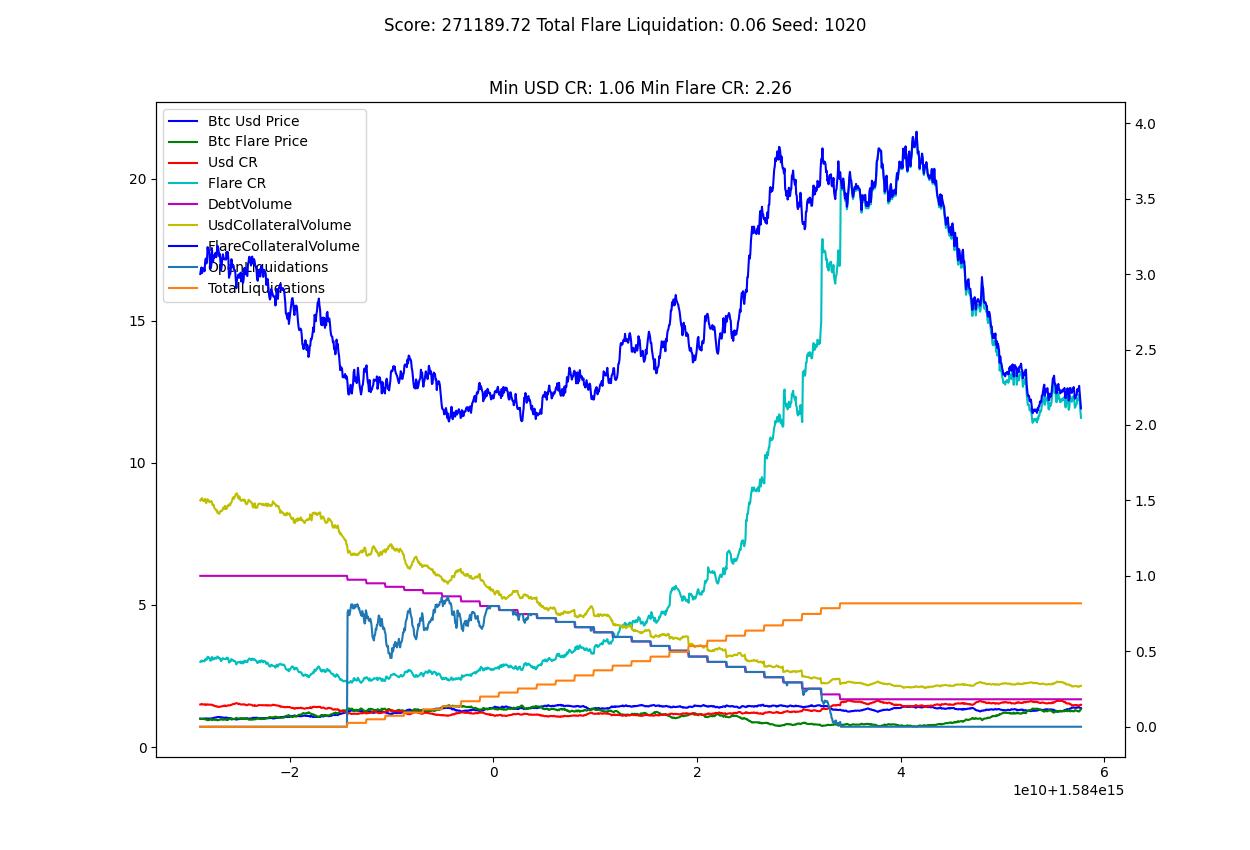 Score: 271189.72 Total Flare Liquidation: 0.06 Seed: 1020
Min USD CR: 1.06 Min Flare CR: 2.26
Btc Usd Price
Btc Flare Price
Usd CR
Flare CR
DebtVolume
UsdCollateralVolume
FlareCollateralVolume
OpenLiquidations
TotalLiquidations
20
15
10
5
0
4.0
3.5
3.0
2.5
2.0
1.5
1.0
0.5
0.0
−2 0 2 4 6
1e10+1.584e15